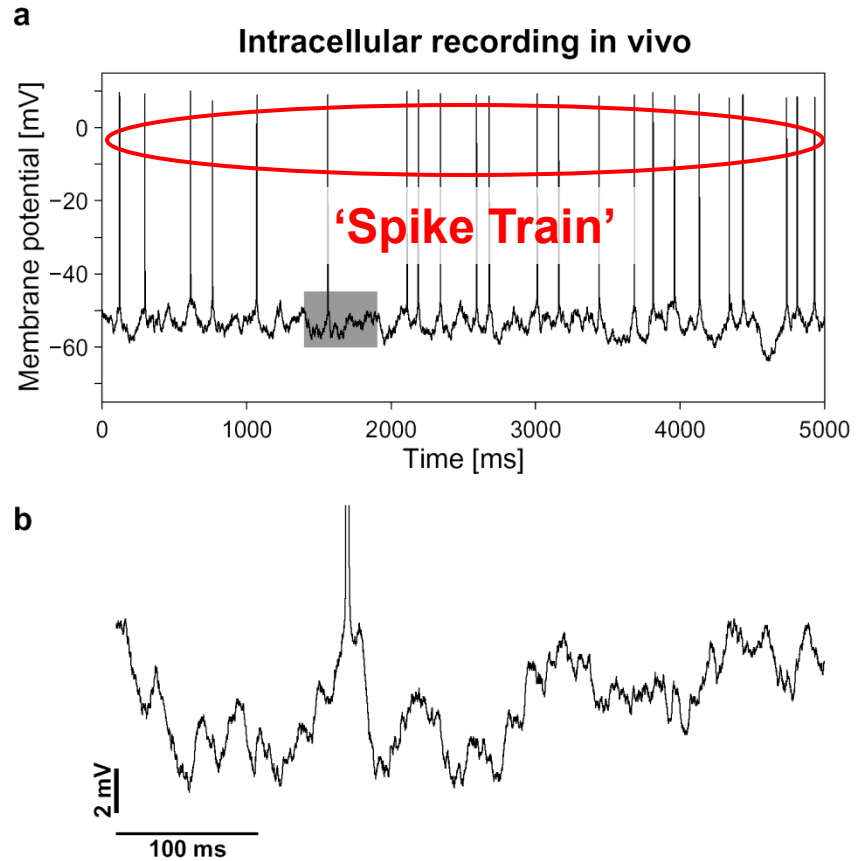 a
Intracellular recording in vivo
Membrane potential [mV]
0
−20
−40
−60
‘Spike Train’
0 1000 2000 3000 4000 5000
Time [ms]
b
2 mV
100 ms